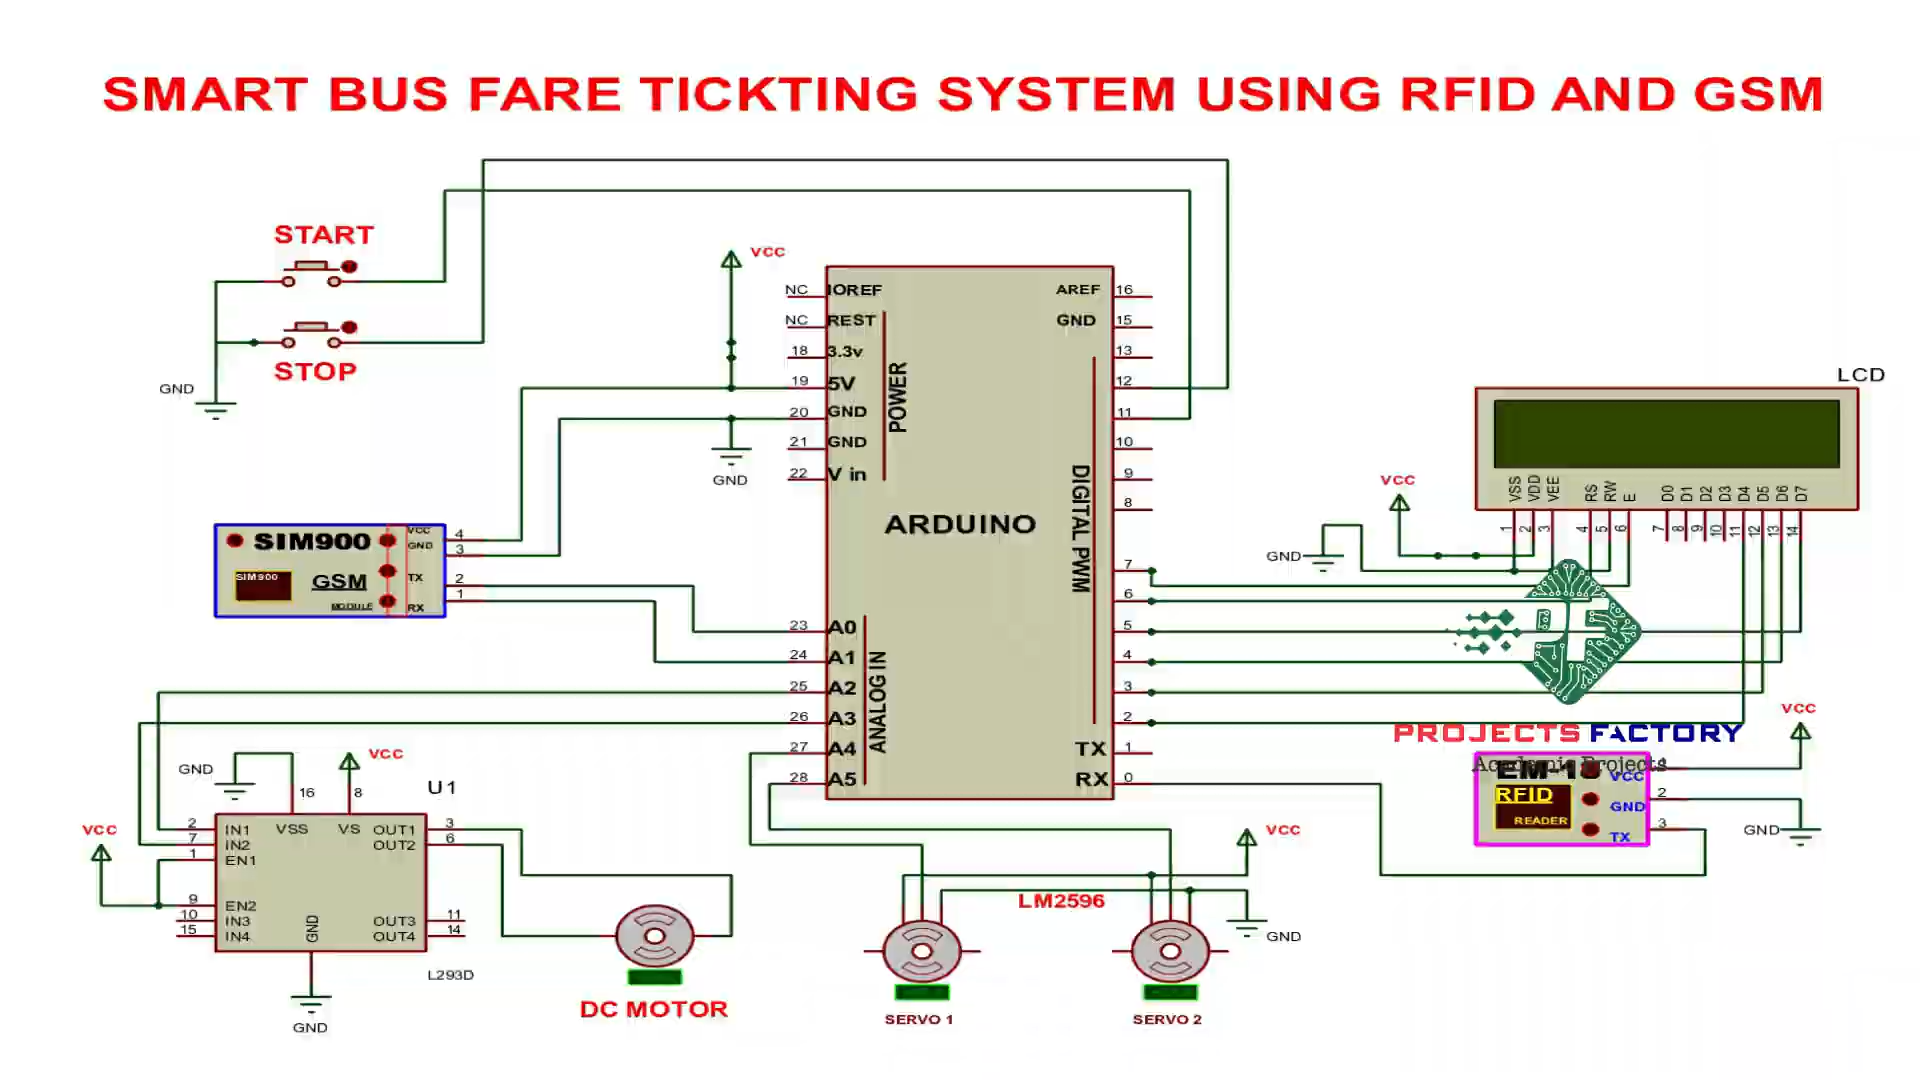 SMART BUS FARE TICKTING SYSTEM USING RFID AND GSM
START
STOP
GND
VCC
GND
NC IOREF
NC REST
18 3.3v
19 5V
20 GND
21 GND
22 V in
POWER
23 A0
24 A1
25 A2
26 A3
27 A4
28 A5
ANALOG IN
ARDUINO
AREF 16
GND 15
13
12
11
10
9
8
7
6
5
4
3
2
TX 1
RX 0
DIGITAL PWM
SIM900
SIM900
GSM
MODULE
VCC 4
GND 3
TX 2
RX 1
LCD
VSS VDD VEE RS RW E D0 D1 D2 D3 D4 D5 D6 D7
1 2 3 4 5 6 7 8 9 10 11 12 13 14
VCC
GND
PROJECTS FACTORY
Academic Projects
VCC
RFID
READER
VCC
GND 2
TX 3
GND
GND
VCC
U1
16 8
VCC
VSS VS
2 IN1
7 IN2
1 EN1
9 EN2
10 IN3
15 IN4
GND
OUT1 3
OUT2 6
OUT3 11
OUT4 14
L293D
GND
DC MOTOR
VCC
LM2596
GND
SERVO 1
SERVO 2